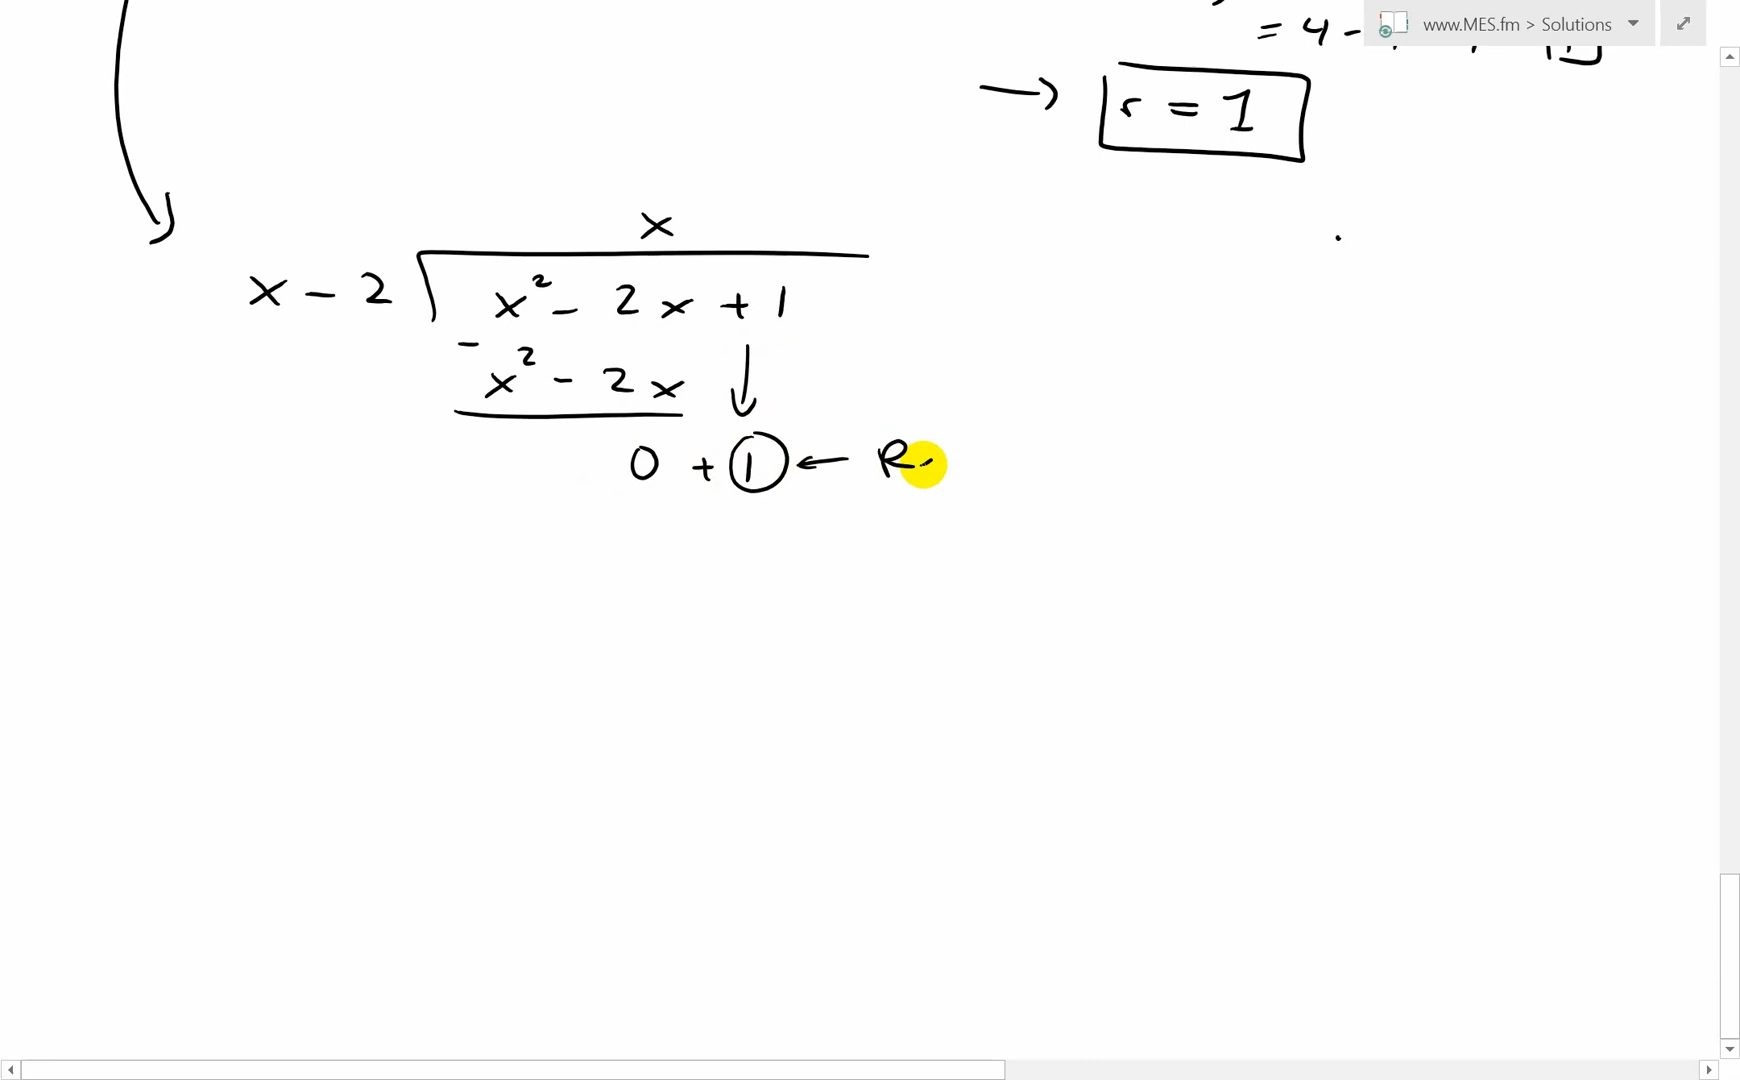 = 4 -
www.MES.fm > Solutions
→ r = 1
x
x - 2 x² - 2x + 1
- x² - 2x
0 + 1 ← R